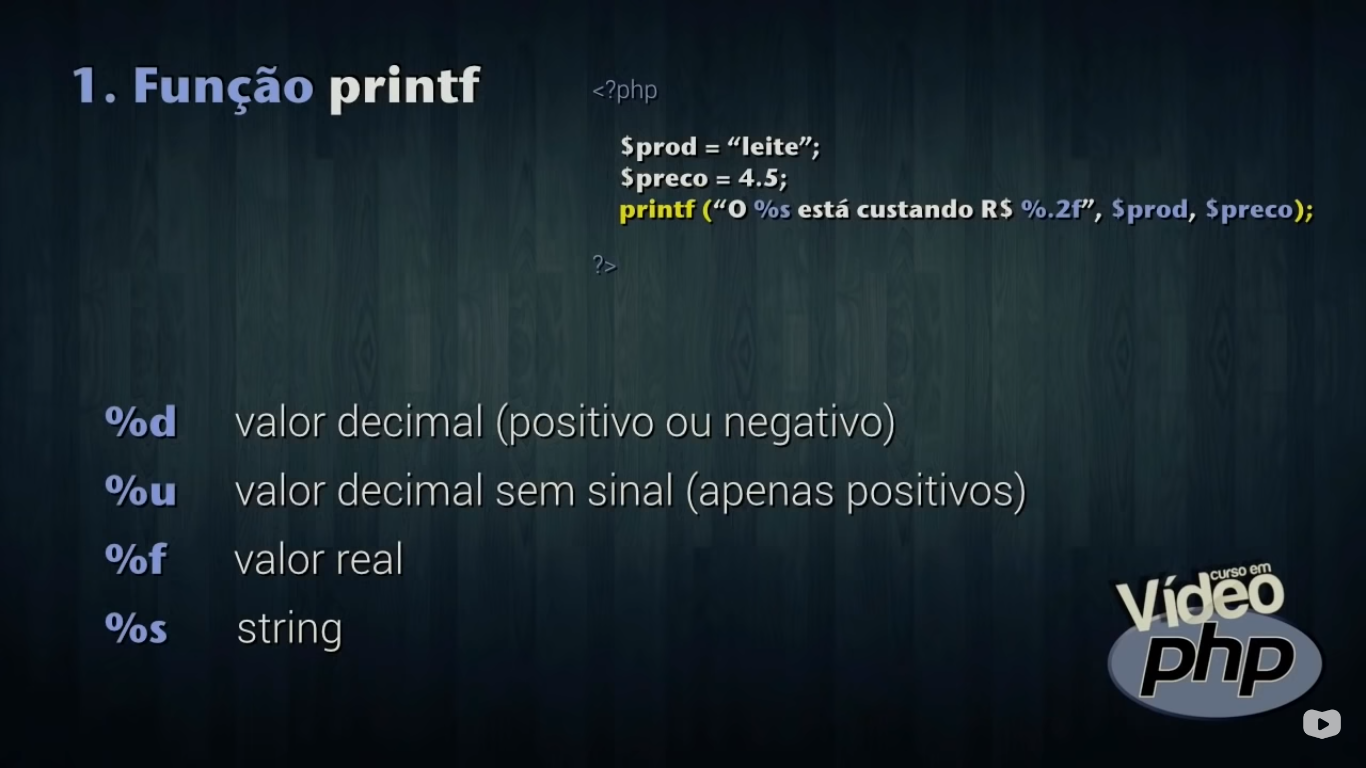 1. Função printf
<?php
$prod = “leite”;
$preco = 4.5;
printf (“O %s está custando R$ %.2f”, $prod, $preco);
?>
%d valor decimal (positivo ou negativo)
%u valor decimal sem sinal (apenas positivos)
%f valor real
%s string
curso em
Vídeo
php